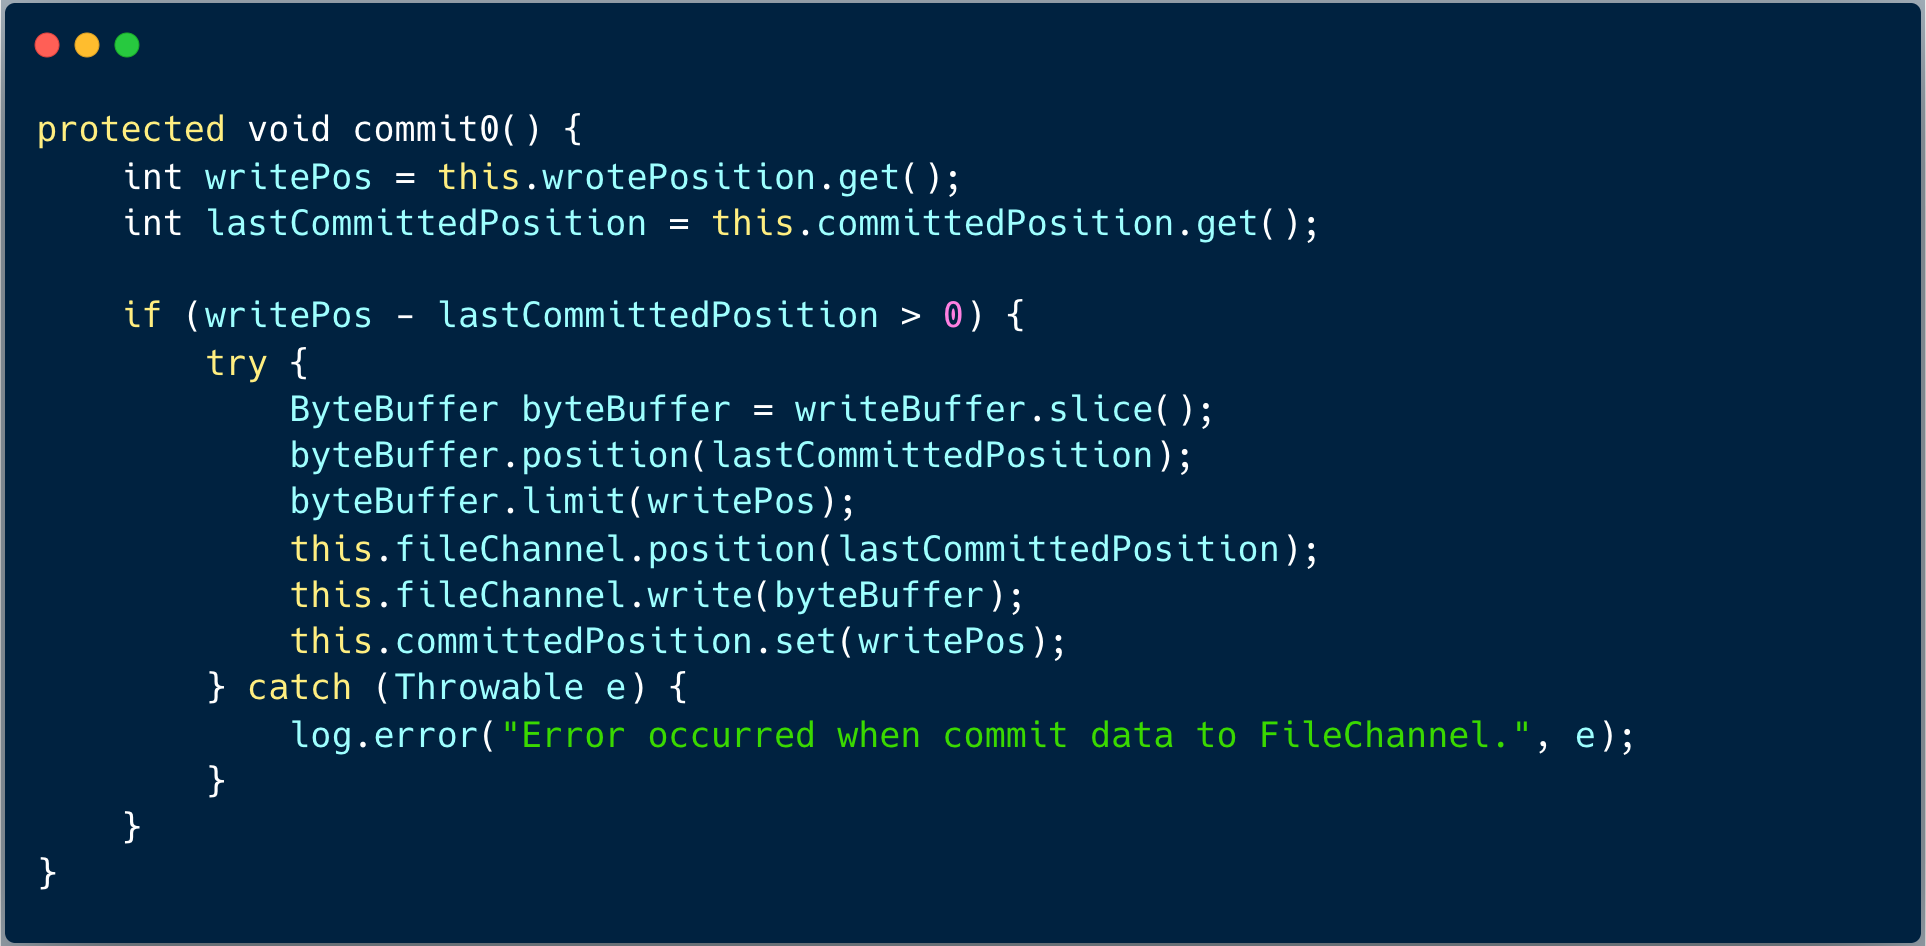 protected void commit0() {
    int writePos = this.wrotePosition.get();
    int lastCommittedPosition = this.committedPosition.get();

    if (writePos - lastCommittedPosition > 0) {
        try {
            ByteBuffer byteBuffer = writeBuffer.slice();
            byteBuffer.position(lastCommittedPosition);
            byteBuffer.limit(writePos);
            this.fileChannel.position(lastCommittedPosition);
            this.fileChannel.write(byteBuffer);
            this.committedPosition.set(writePos);
        } catch (Throwable e) {
            log.error("Error occurred when commit data to FileChannel.", e);
        }
    }
}